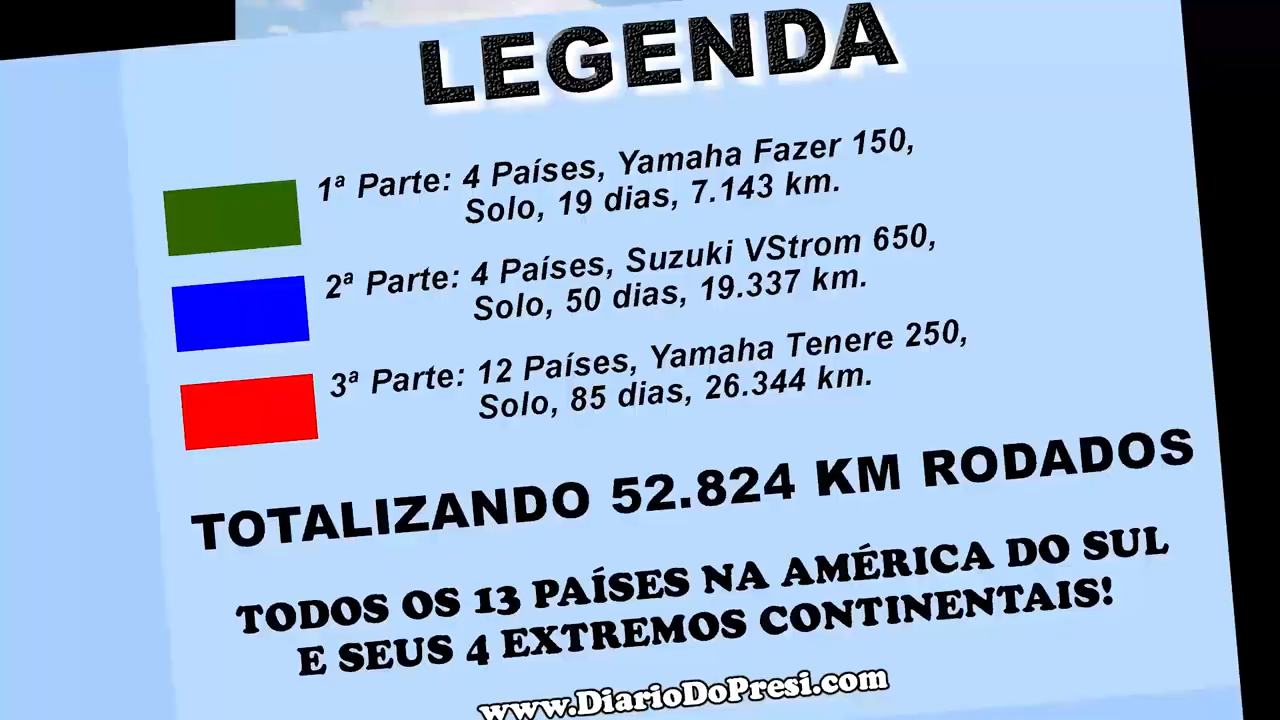 LEGENDA
1ª Parte: 4 Países, Yamaha Fazer 150,
Solo, 19 dias, 7.143 km.
2ª Parte: 4 Países, Suzuki VStrom 650,
Solo, 50 dias, 19.337 km.
3ª Parte: 12 Países, Yamaha Tenere 250,
Solo, 85 dias, 26.344 km.
TOTALIZANDO 52.824 KM RODADOS
TODOS OS 13 PAÍSES NA AMÉRICA DO SUL
E SEUS 4 EXTREMOS CONTINENTAIS!
www.DiarioDoPresi.com